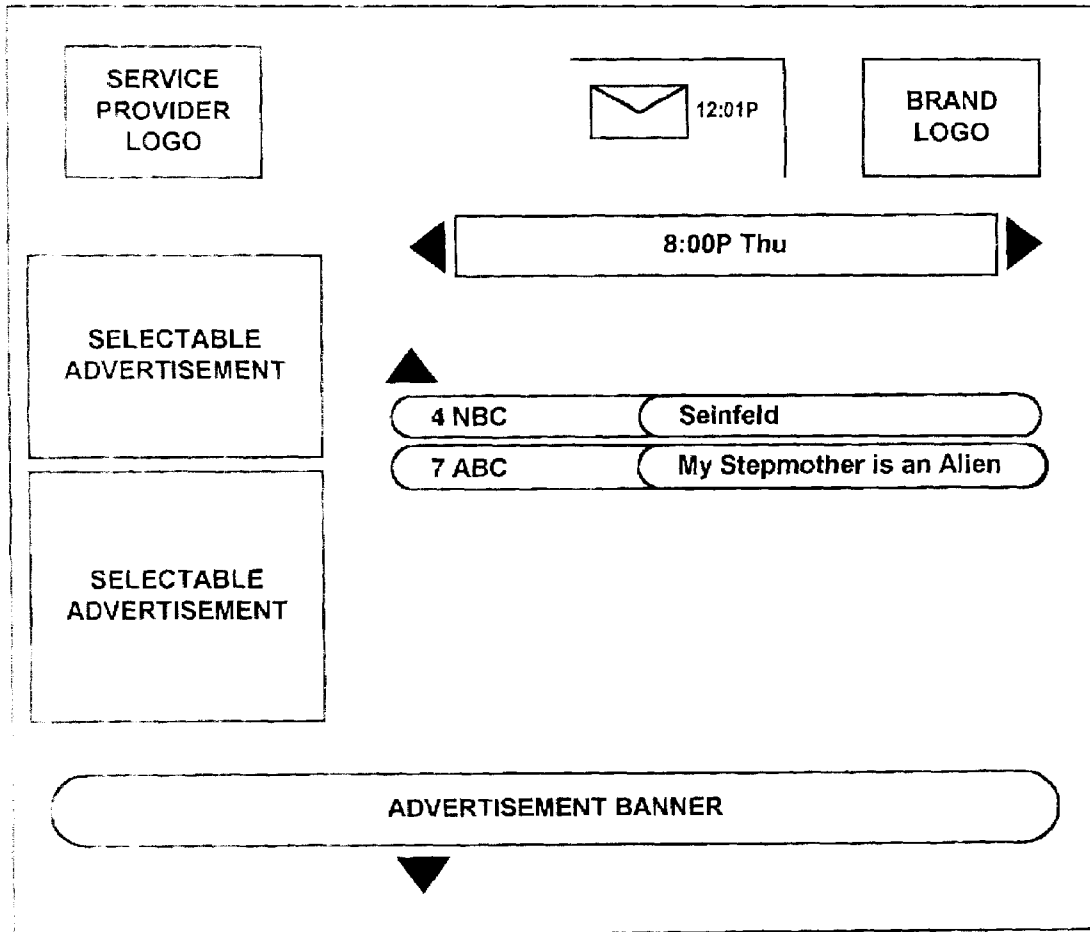 SERVICE
PROVIDER
LOGO
12:01P
BRAND
LOGO
8:00P Thu
SELECTABLE
ADVERTISEMENT
4 NBC Seinfeld
7 ABC My Stepmother is an Alien
SELECTABLE
ADVERTISEMENT
ADVERTISEMENT BANNER